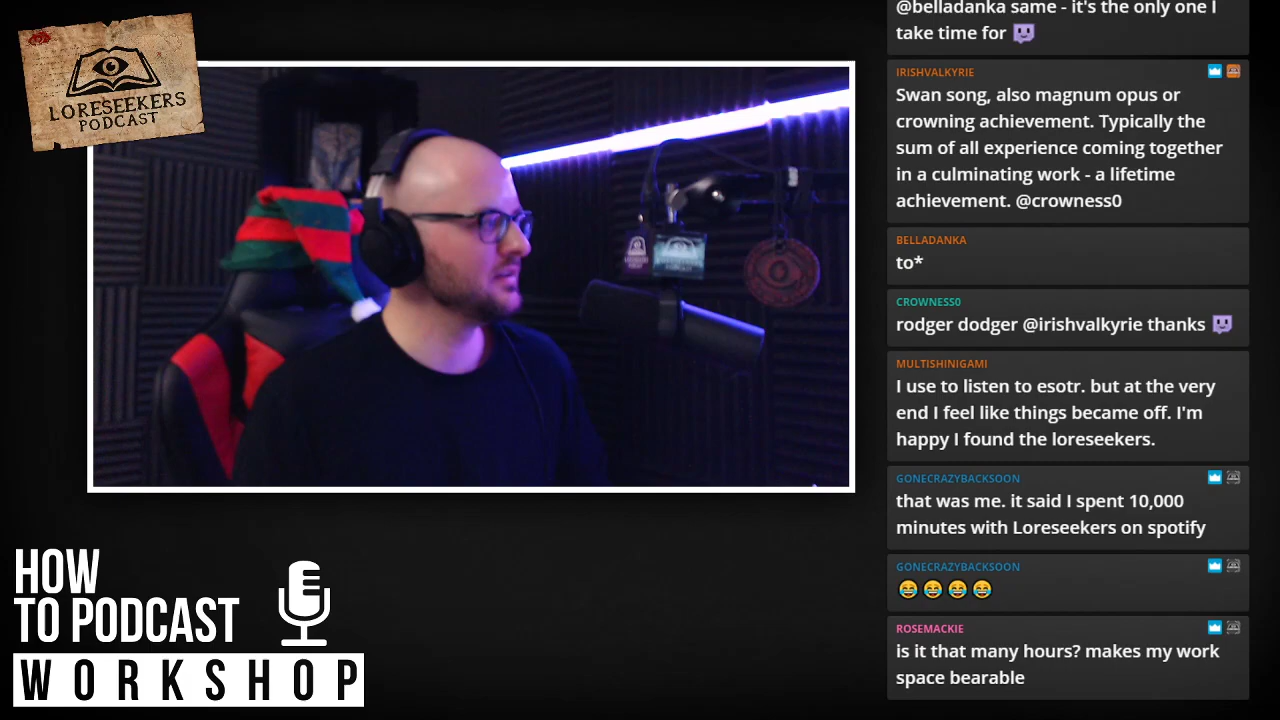 LORESEEKERS
PODCAST
HOW
TO PODCAST
WORKSHOP
@belladanka same - it's the only one I
take time for
IRISHVALKYRIE
Swan song, also magnum opus or
crowning achievement. Typically the
sum of all experience coming together
in a culminating work - a lifetime
achievement. @crowness0
BELLADANKA
to*
CROWNESS0
rodger dodger @irishvalkyrie thanks
MULTISHINIGAMI
I use to listen to esotr. but at the very
end I feel like things became off. I'm
happy I found the loreseekers.
GONECRAZYBACKSOON
that was me. it said I spent 10,000
minutes with Loreseekers on spotify
GONECRAZYBACKSOON
😂 😂 😂 😂
ROSEMACKIE
is it that many hours? makes my work
space bearable